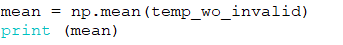 mean = np.mean(temp_wo_invalid)
print (mean)